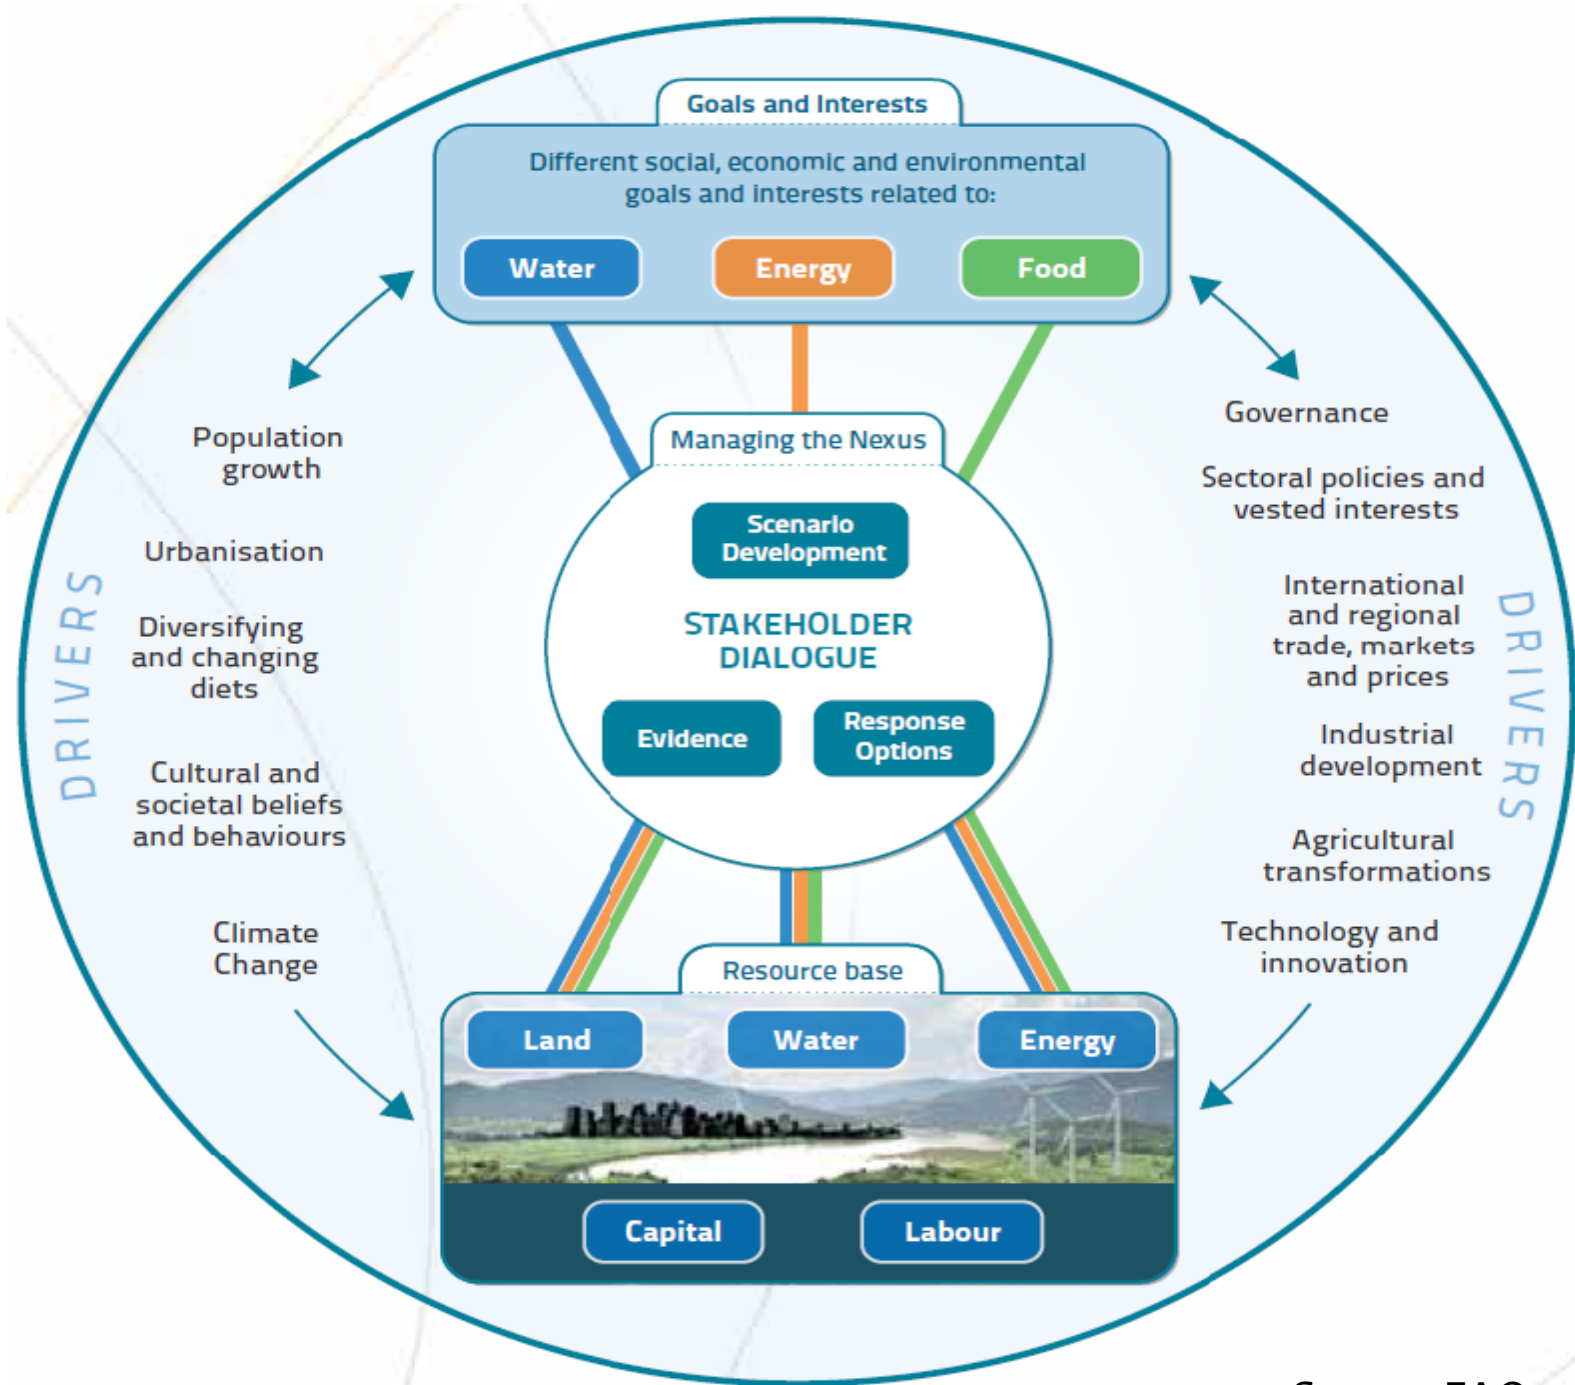 Goals and Interests
Different social, economic and environmental
goals and interests related to:
Water
Energy
Food
Managing the Nexus
Scenario
Development
STAKEHOLDER
DIALOGUE
Evidence
Response
Options
DRIVERS
Population
growth
Urbanisation
Diversifying
and changing
diets
Cultural and
societal beliefs
and behaviours
Climate
Change
Governance
Sectoral policies and
vested interests
International
and regional
trade, markets
and prices
Industrial
development
Agricultural
transformations
Technology and
innovation
DRIVERS
Resource base
Land
Water
Energy
Capital
Labour